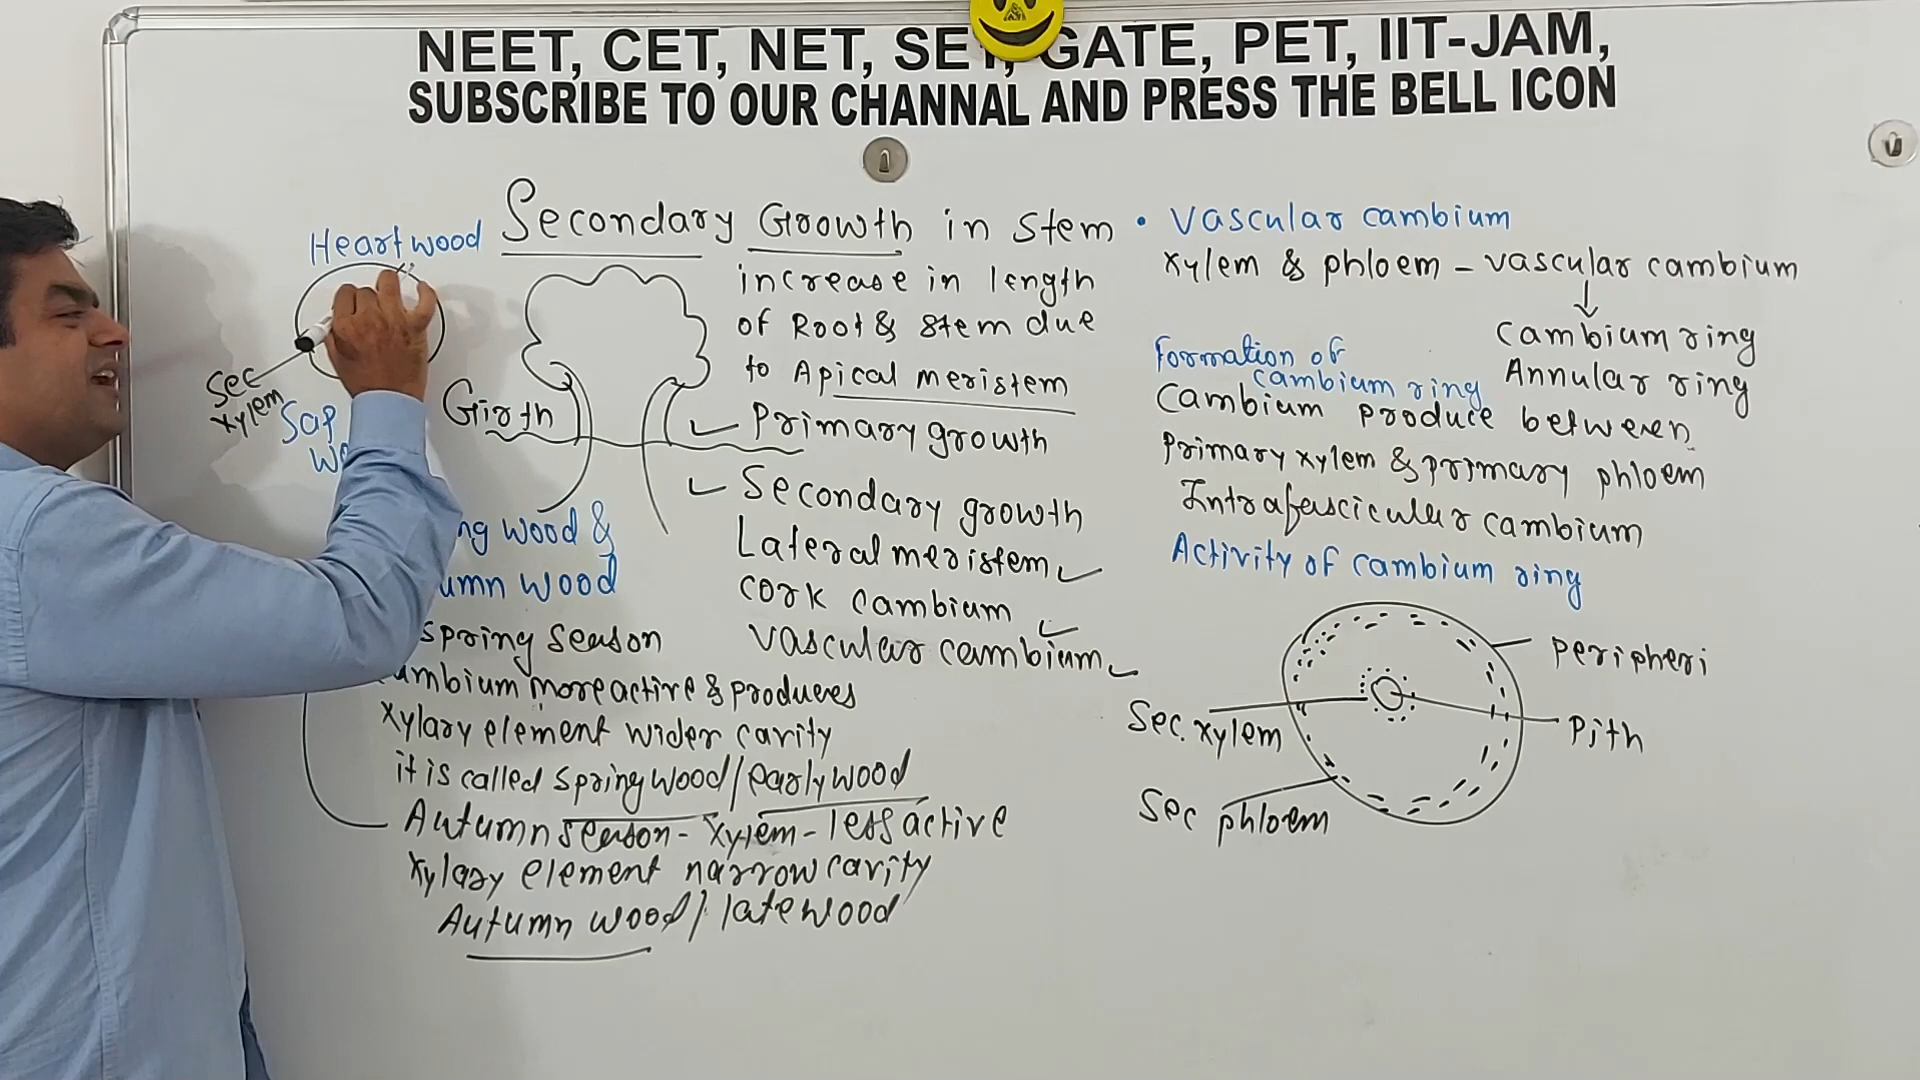 NEET, CET, NET, SET, GATE, PET, IIT-JAM,
SUBSCRIBE TO OUR CHANNAL AND PRESS THE BELL ICON
Secondary Growth in stem
Heartwood
Sec
xylem
Sap
Girth
increase in length
of Root & stem due
to Apical meristem
Primary growth
Secondary growth
Lateral meristem
cork cambium
vascular cambium
wood &
wood
spring season
more active & produces
xylary element wider cavity
it is called spring wood/early wood
Autumn season - xylem - less active
xylary element narrow cavity
Autumn wood/ late wood
• Vascular cambium
xylem & phloem - vascular cambium
Cambium ring
Annular ring
Formation of
cambium ring
Cambium produce between
primary xylem & primary phloem
Intrafascicular cambium
Activity of cambium ring
peripheri
Pith
Sec. xylem
Sec phloem